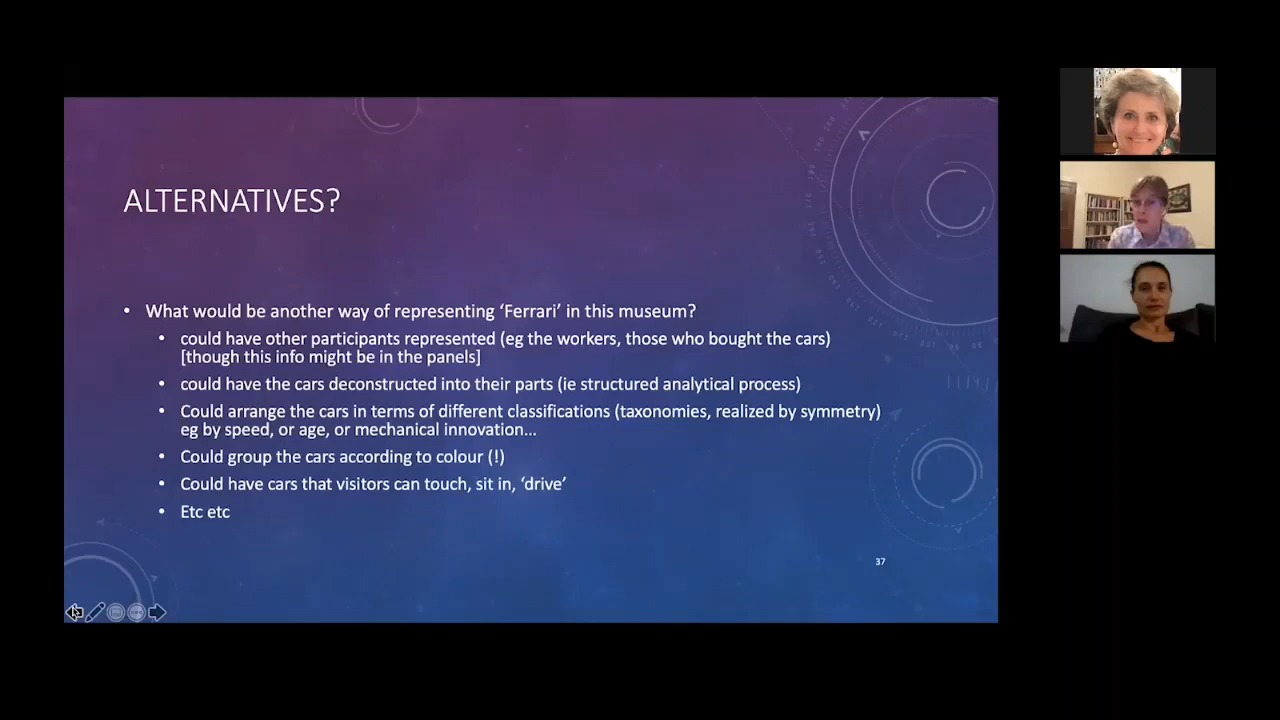 ALTERNATIVES?
• What would be another way of representing ‘Ferrari’ in this museum?
• could have other participants represented (eg the workers, those who bought the cars)
[though this info might be in the panels]
• could have the cars deconstructed into their parts (ie structured analytical process)
• Could arrange the cars in terms of different classifications (taxonomies, realized by symmetry)
eg by speed, or age, or mechanical innovation...
• Could group the cars according to colour (!)
• Could have cars that visitors can touch, sit in, ‘drive’
• Etc etc
37